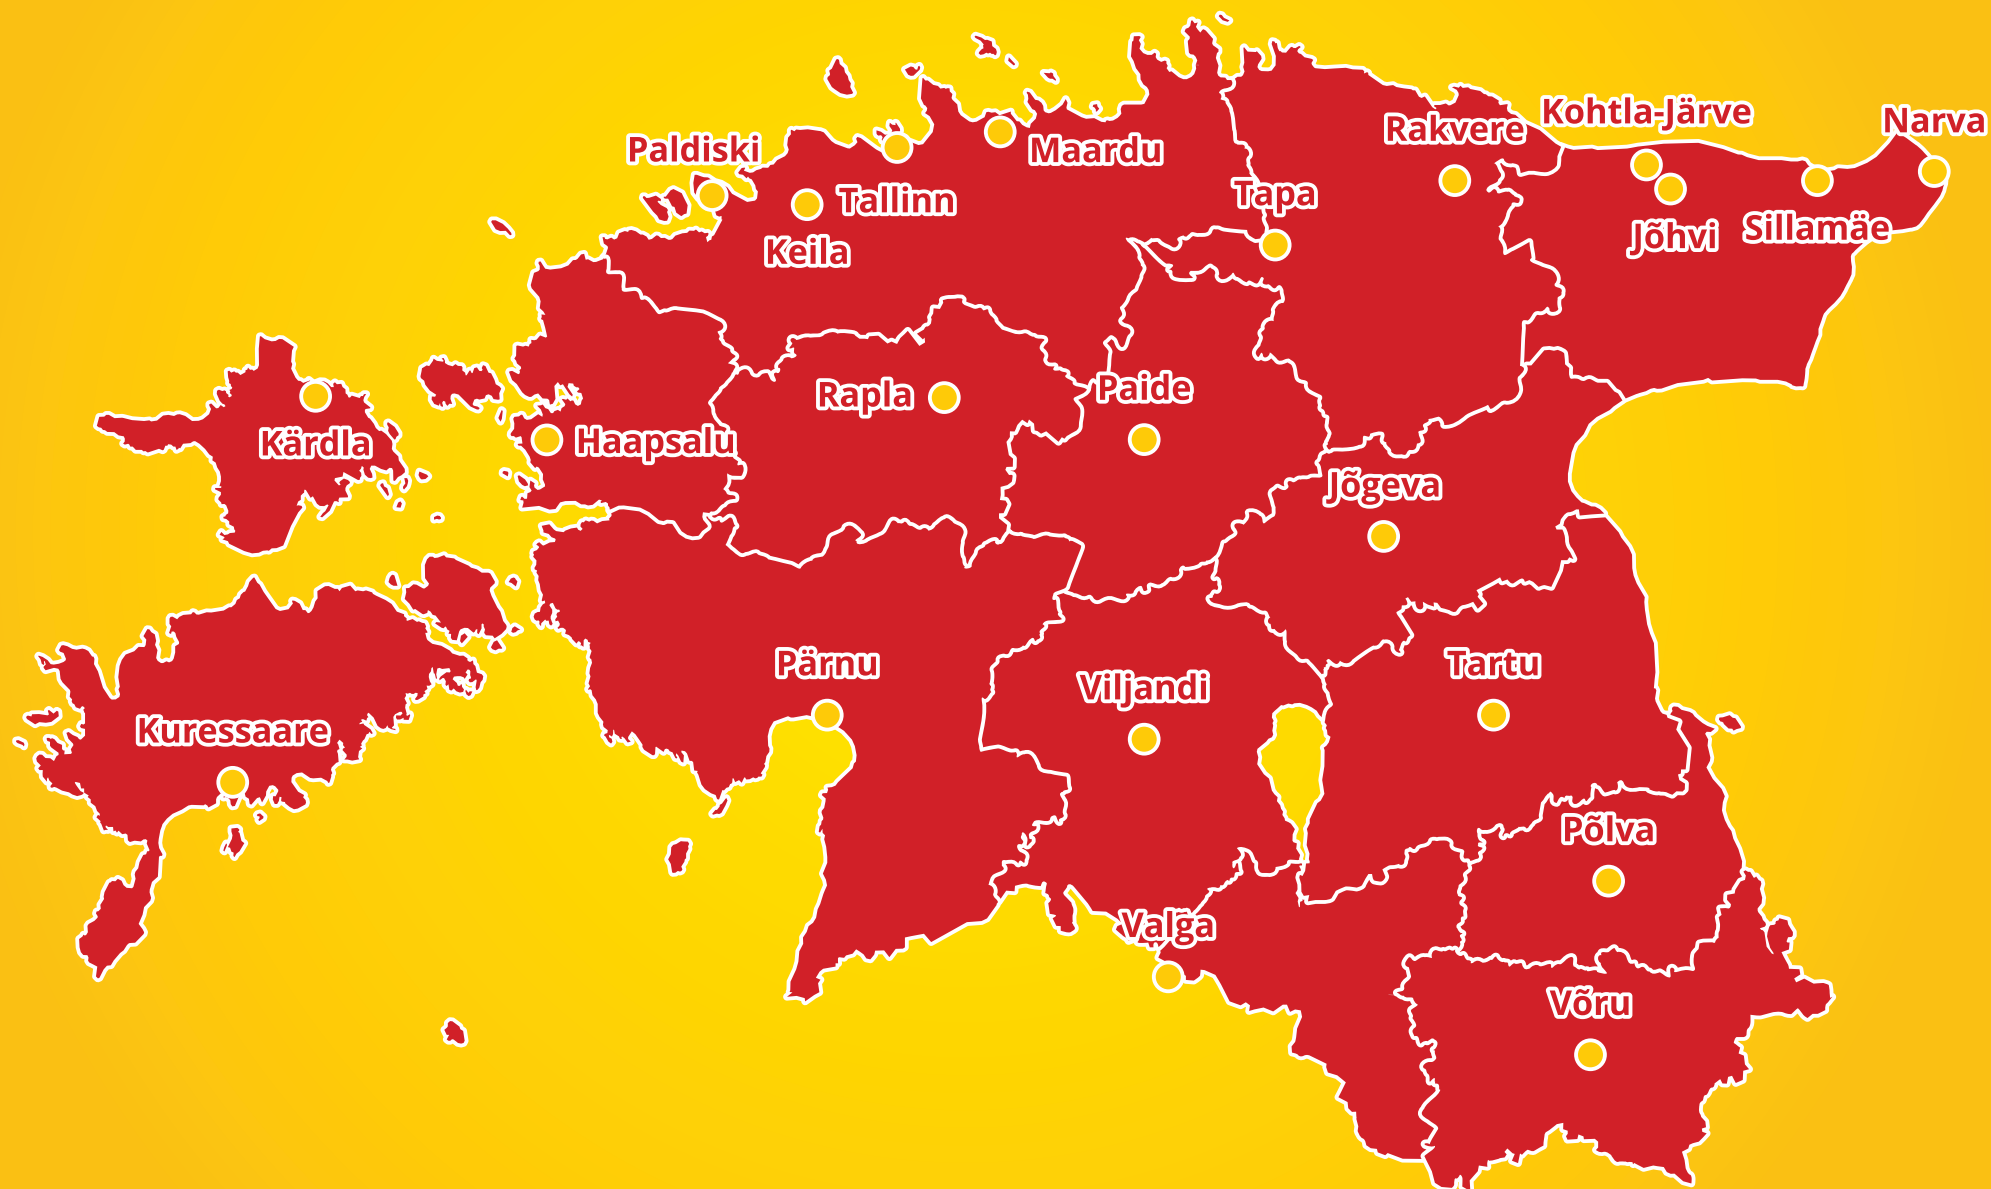 Kohtla-Järve
Narva
Rakvere
Paldiski
Maardu
Tapa
Tallinn
Jõhvi
Sillamäe
Keila
Rapla
Paide
Kärdla
Haapsalu
Jõgeva
Pärnu
Viljandi
Tartu
Kuressaare
Põlva
Valga
Võru